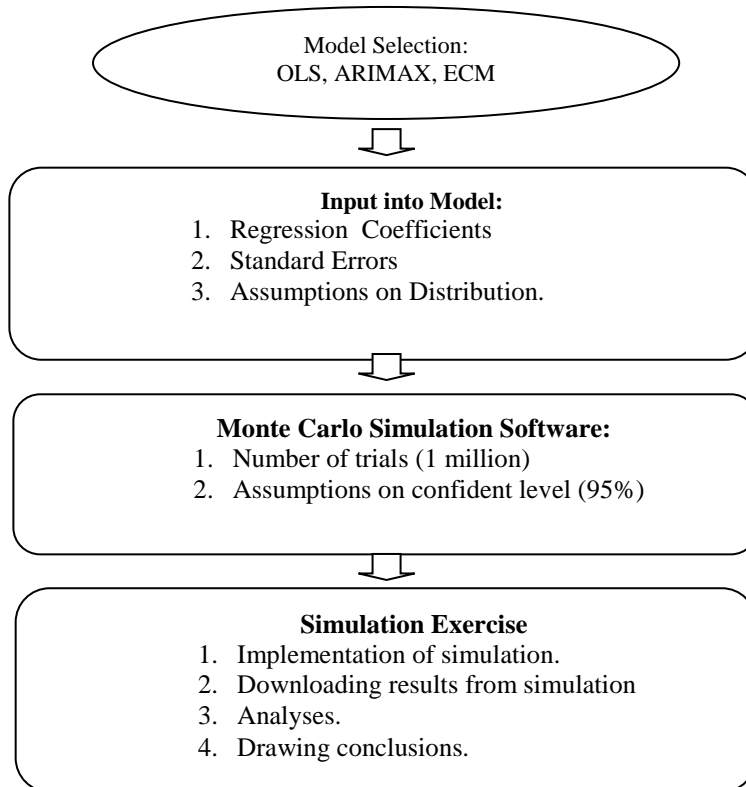 Model Selection:
OLS, ARIMAX, ECM
Input into Model:
1. Regression Coefficients
2. Standard Errors
3. Assumptions on Distribution.
Monte Carlo Simulation Software:
1. Number of trials (1 million)
2. Assumptions on confident level (95%)
Simulation Exercise
1. Implementation of simulation.
2. Downloading results from simulation
3. Analyses.
4. Drawing conclusions.